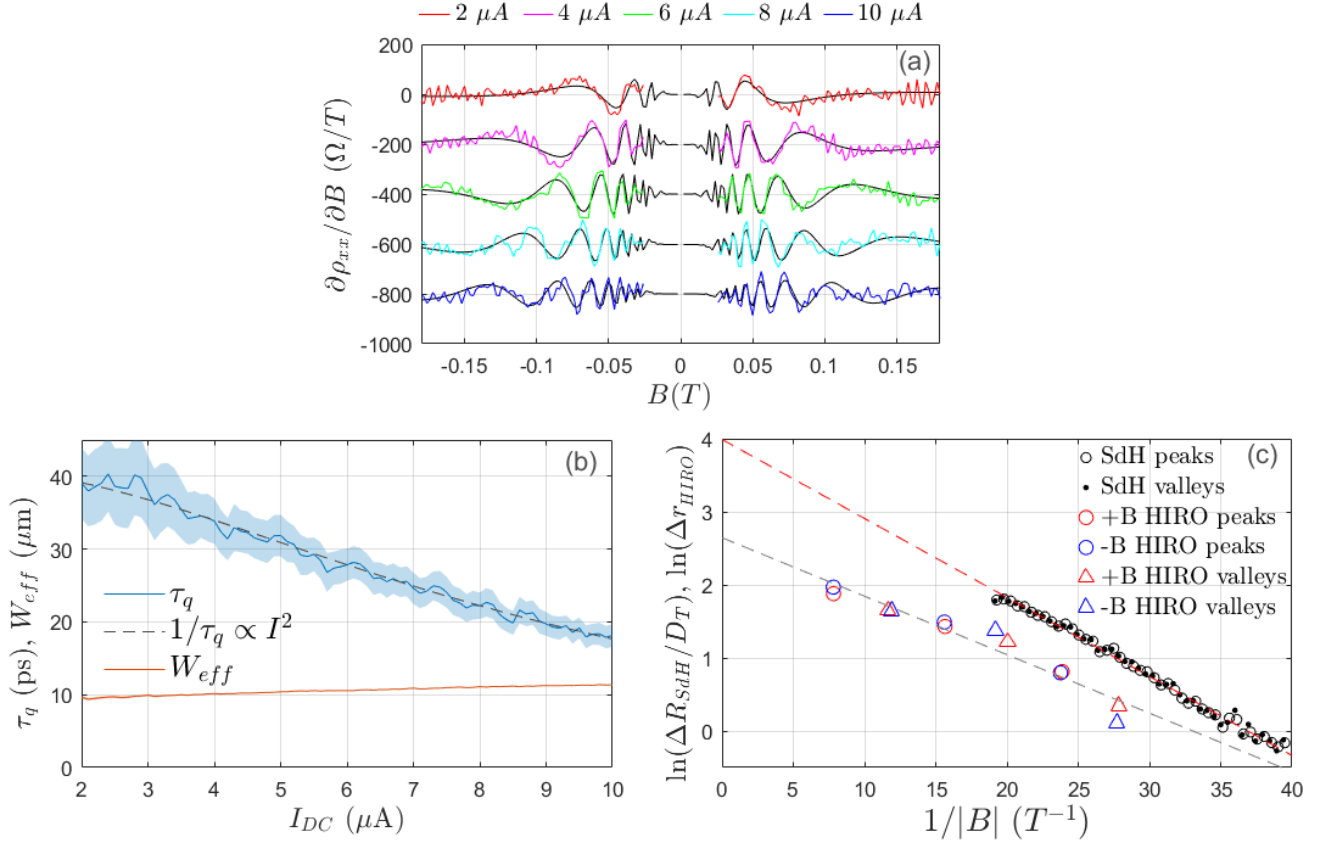 2 μA 4 μA 6 μA 8 μA 10 μA
(a)
200
0
-200
-400
-600
-800
-1000
∂ρxx/∂B (Ω/T)
-0.15 -0.1 -0.05 0 0.05 0.1 0.15
B(T)
(b)
40
30
20
10
0
τq (ps), Weff (μm)
τq
1/τq ∝ I²
Weff
2 3 4 5 6 7 8 9 10
IDC (μA)
(c)
4
3
2
1
0
ln(ΔRSdH/DT), ln(ΔrHIRO)
SdH peaks
SdH valleys
+B HIRO peaks
-B HIRO peaks
+B HIRO valleys
-B HIRO valleys
0 5 10 15 20 25 30 35 40
1/|B| (T⁻¹)